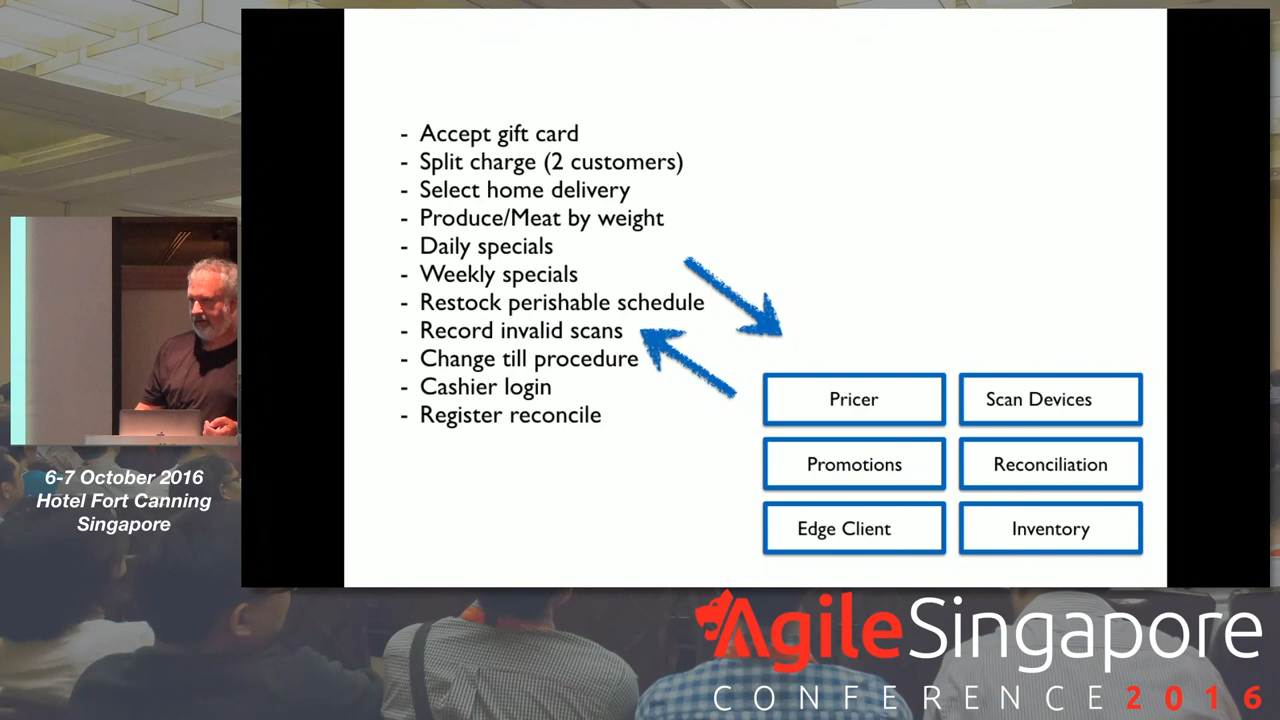 - Accept gift card
- Split charge (2 customers)
- Select home delivery
- Produce/Meat by weight
- Daily specials
- Weekly specials
- Restock perishable schedule
- Record invalid scans
- Change till procedure
- Cashier login
- Register reconcile
Pricer
Scan Devices
Promotions
Reconciliation
Edge Client
Inventory
6-7 October 2016
Hotel Fort Canning
Singapore
AgileSingapore
CONFERENCE 2016